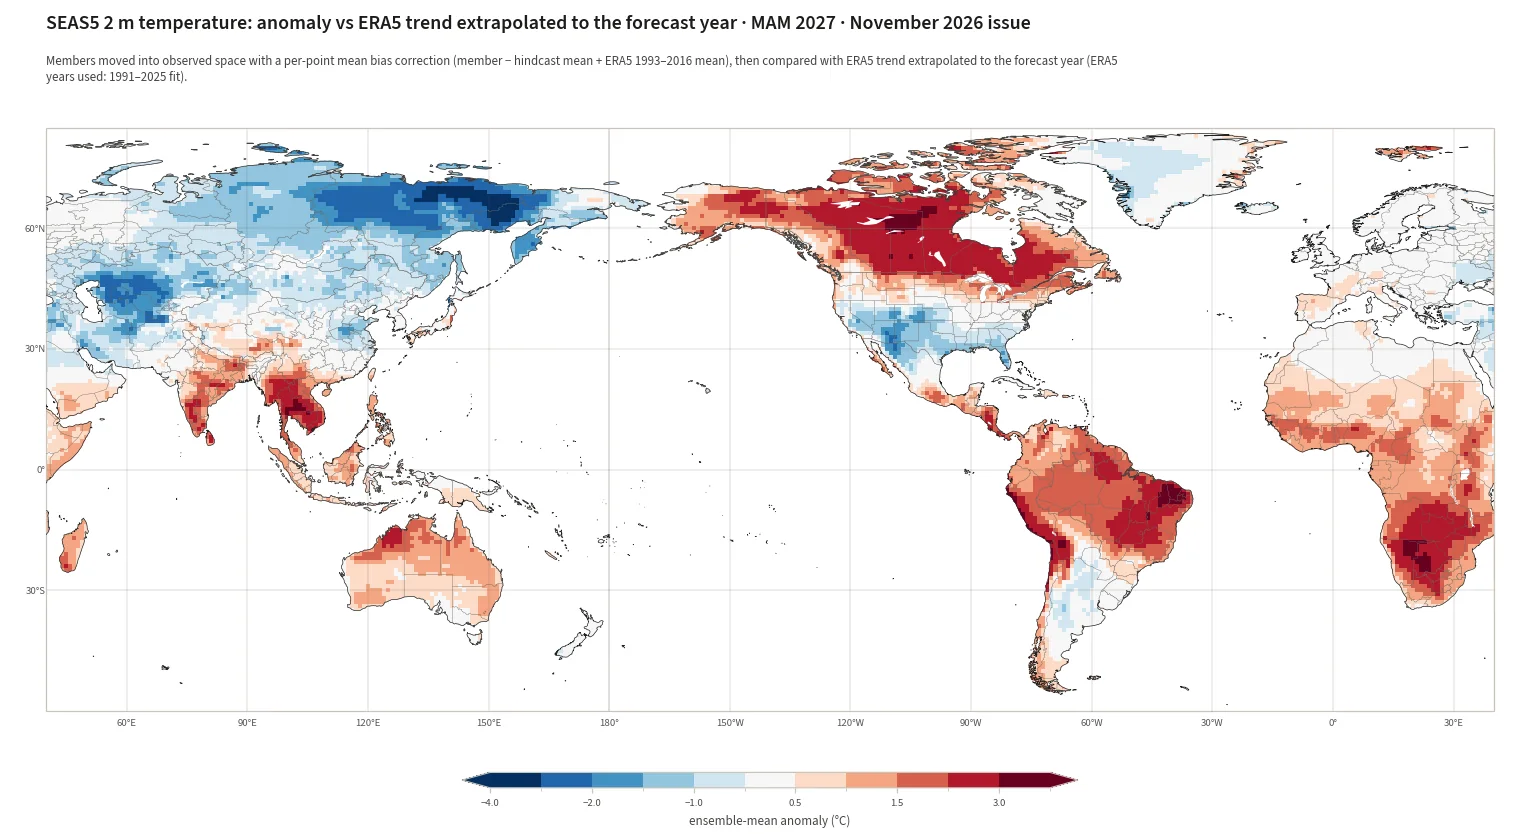 SEAS5 2 m temperature: anomaly vs ERA5 trend extrapolated to the forecast year · MAM 2027 · November 2026 issue
Members moved into observed space with a per-point mean bias correction (member − hindcast mean + ERA5 1993–2016 mean), then compared with ERA5 trend extrapolated to the forecast year (ERA5
years used: 1991–2025 fit).
60°N
30°N
0°
30°S
60°E 90°E 120°E 150°E 180° 150°W 120°W 90°W 60°W 30°W 0° 30°E
−4.0 −2.0 −1.0 0.5 1.5 3.0
ensemble-mean anomaly (°C)